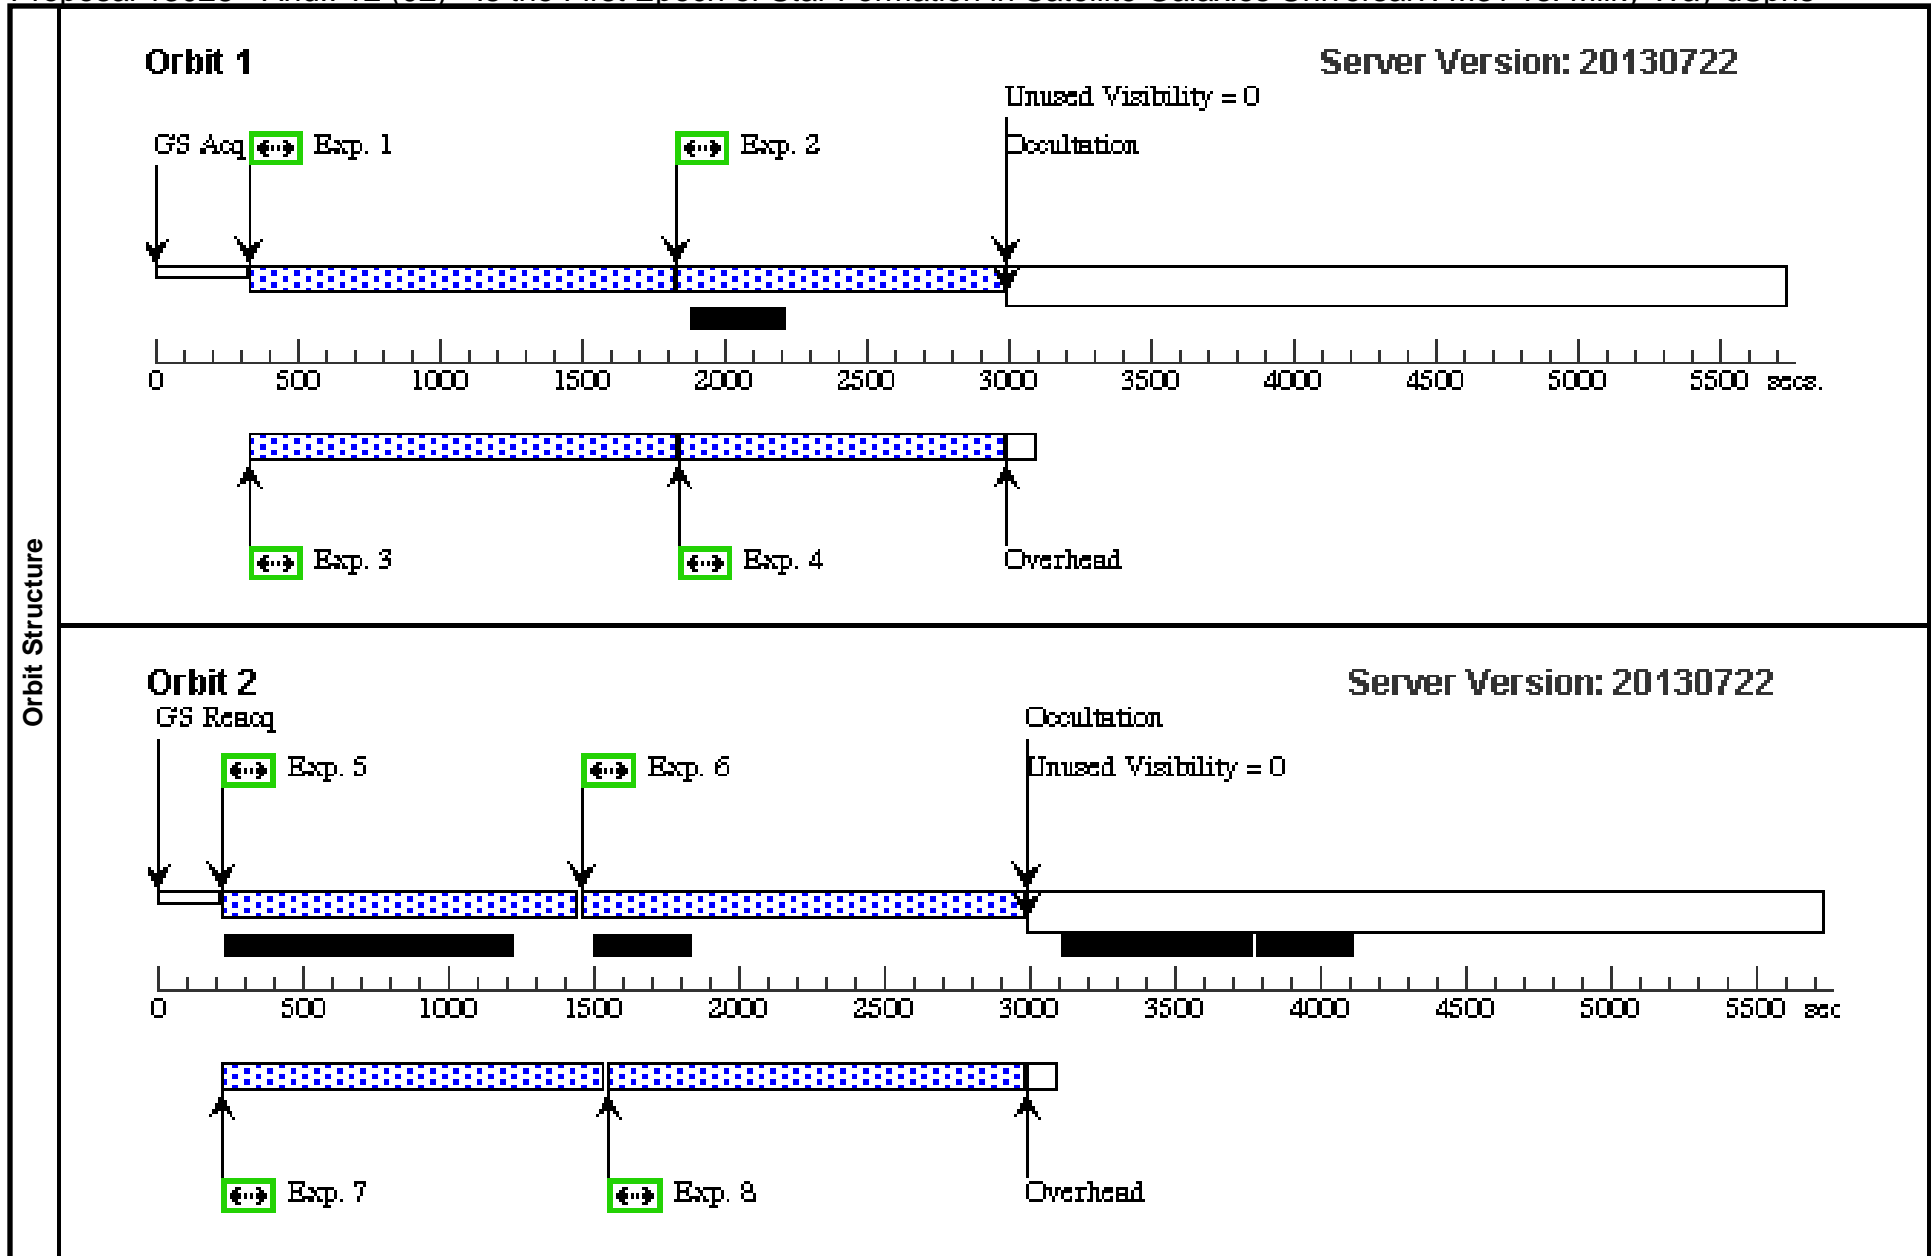 Orbit Structure
Orbit 1
Server Version: 20130722
Unused Visibility = 0
GS Acq Exp. 1 Exp. 2 Occultation
0 500 1000 1500 2000 2500 3000 3500 4000 4500 5000 5500 secs.
Exp. 3 Exp. 4 Overhead
Orbit 2
Server Version: 20130722
GS Reacq Occultation
Exp. 5 Exp. 6 Unused Visibility = 0
0 500 1000 1500 2000 2500 3000 3500 4000 4500 5000 5500 sec
Exp. 7 Exp. 8 Overhead